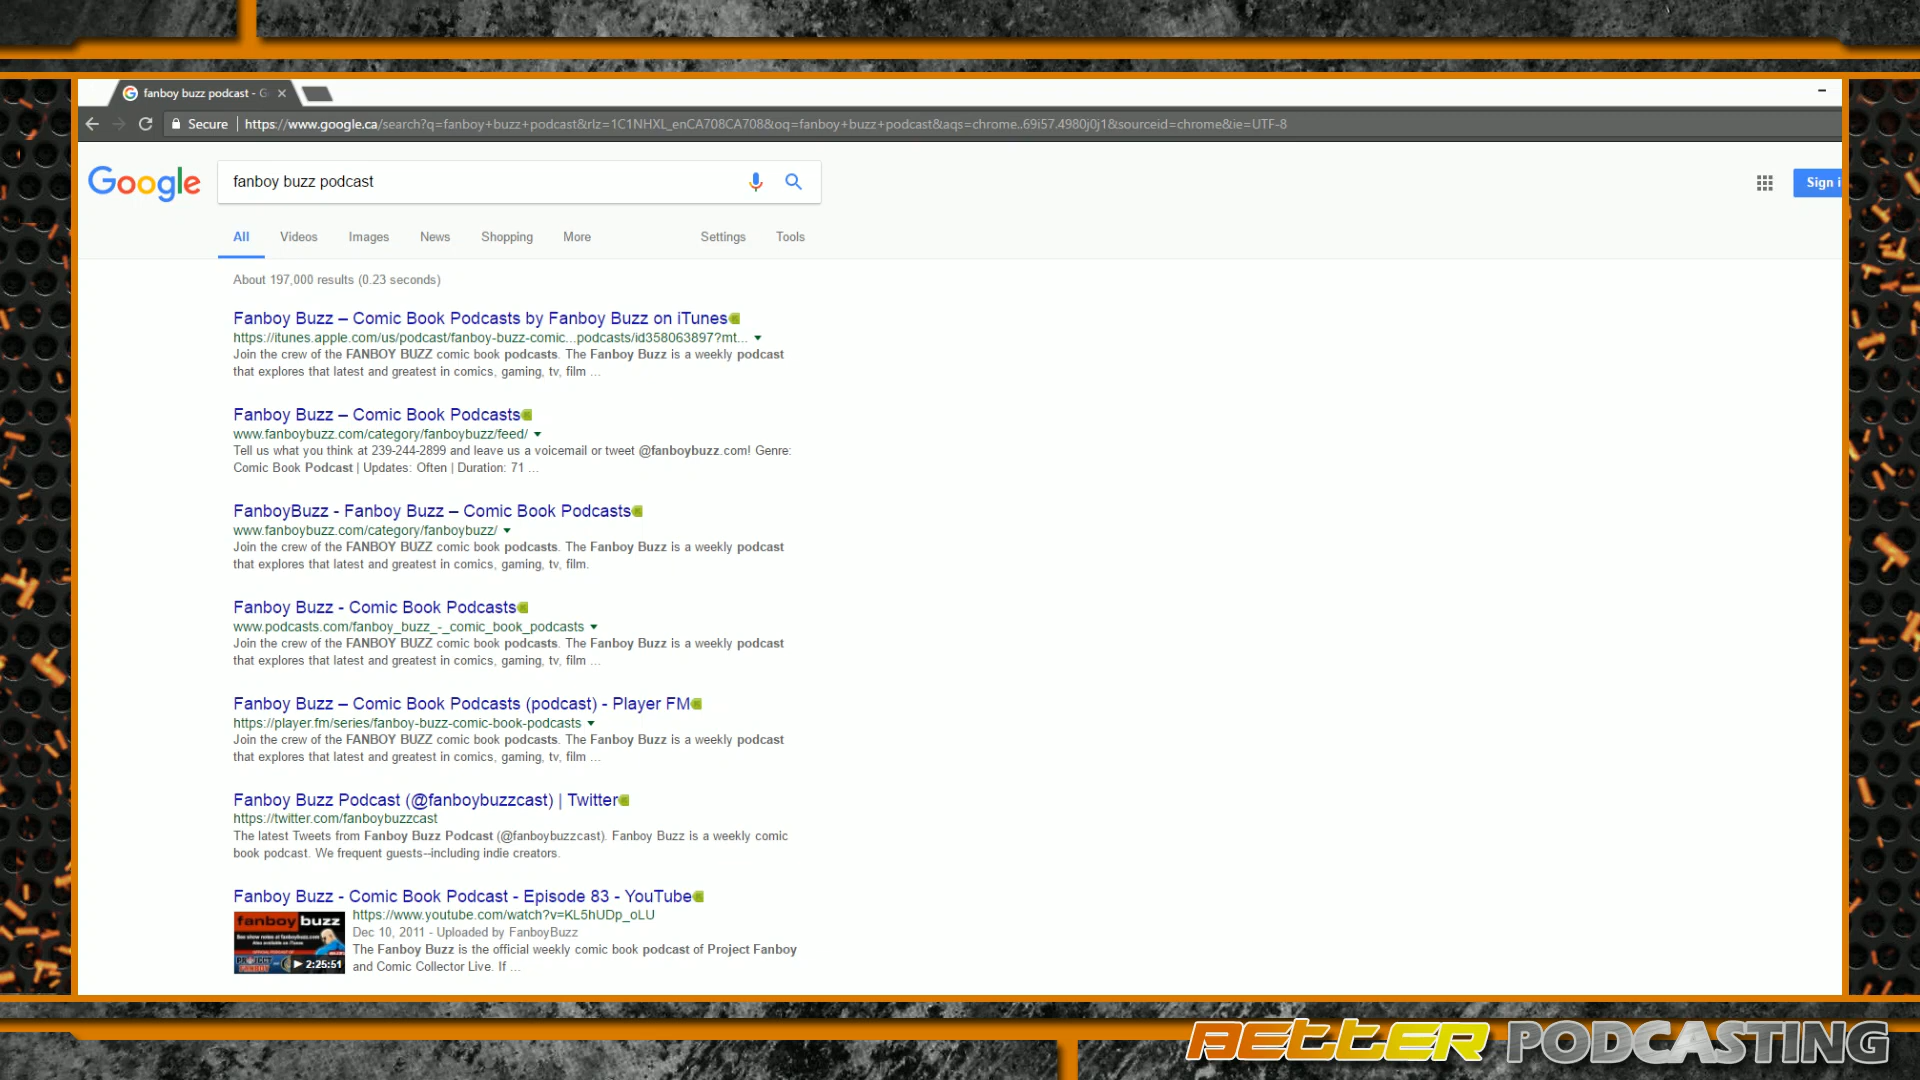 fanboy buzz podcast - G
Secure | https://www.google.ca/search?q=fanboy+buzz+podcast&rlz=1C1NHXL_enCA708CA708&oq=fanboy+buzz+podcast&aqs=chrome..69i57.4980j0j1&sourceid=chrome&ie=UTF-8
Google
fanboy buzz podcast
Sign i
All Videos Images News Shopping More Settings Tools
About 197,000 results (0.23 seconds)
Fanboy Buzz – Comic Book Podcasts by Fanboy Buzz on iTunes
https://itunes.apple.com/us/podcast/fanboy-buzz-comic...podcasts/id358063897?mt...
Join the crew of the FANBOY BUZZ comic book podcasts. The Fanboy Buzz is a weekly podcast
that explores that latest and greatest in comics, gaming, tv, film ...
Fanboy Buzz – Comic Book Podcasts
www.fanboybuzz.com/category/fanboybuzz/feed/
Tell us what you think at 239-244-2899 and leave us a voicemail or tweet @fanboybuzz.com! Genre:
Comic Book Podcast | Updates: Often | Duration: 71 ...
FanboyBuzz - Fanboy Buzz – Comic Book Podcasts
www.fanboybuzz.com/category/fanboybuzz/
Join the crew of the FANBOY BUZZ comic book podcasts. The Fanboy Buzz is a weekly podcast
that explores that latest and greatest in comics, gaming, tv, film.
Fanboy Buzz - Comic Book Podcasts
www.podcasts.com/fanboy_buzz_-_comic_book_podcasts
Join the crew of the FANBOY BUZZ comic book podcasts. The Fanboy Buzz is a weekly podcast
that explores that latest and greatest in comics, gaming, tv, film ...
Fanboy Buzz – Comic Book Podcasts (podcast) - Player FM
https://player.fm/series/fanboy-buzz-comic-book-podcasts
Join the crew of the FANBOY BUZZ comic book podcasts. The Fanboy Buzz is a weekly podcast
that explores that latest and greatest in comics, gaming, tv, film ...
Fanboy Buzz Podcast (@fanboybuzzcast) | Twitter
https://twitter.com/fanboybuzzcast
The latest Tweets from Fanboy Buzz Podcast (@fanboybuzzcast). Fanboy Buzz is a weekly comic
book podcast. We frequent guests--including indie creators.
Fanboy Buzz - Comic Book Podcast - Episode 83 - YouTube
https://www.youtube.com/watch?v=KL5hUDp_oLU
Dec 10, 2011 - Uploaded by FanboyBuzz
The Fanboy Buzz is the official weekly comic book podcast of Project Fanboy
and Comic Collector Live. If ...
fanboy buzz
See show notes at fanboybuzz.com
Also available on iTunes
PROJECT
FANBOY
2:25:51
BETTER PODCASTING